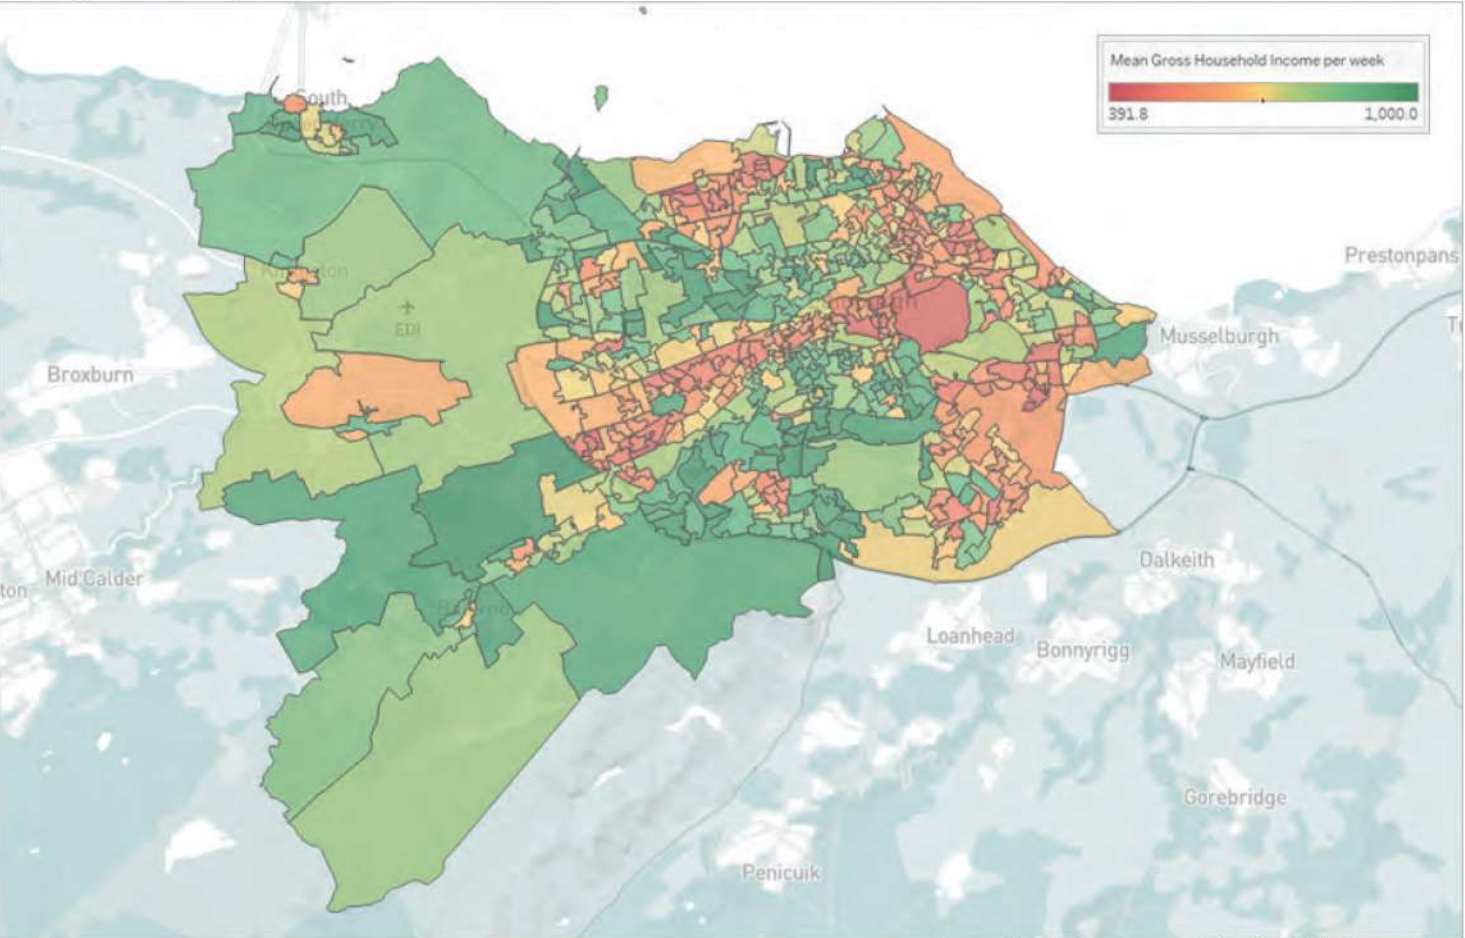 Mean Gross Household Income per week
391.8 1,000.0
South
Prestonpans
EDI
Musselburgh
Broxburn
Dalkeith
Mid Calder
ton
Loanhead
Bonnyrigg
Mayfield
Gorebridge
Penicuik